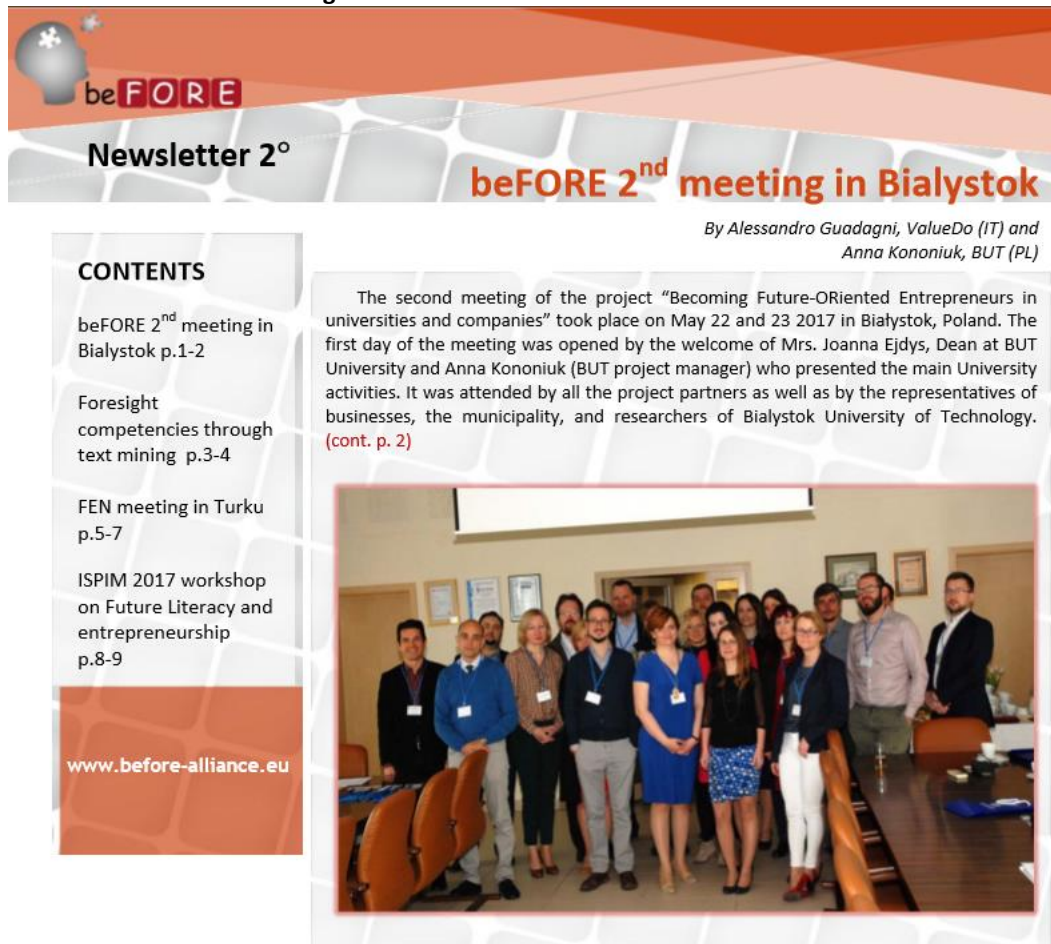 beFORE
Newsletter 2°
beFORE 2nd meeting in Bialystok
By Alessandro Guadagni, ValueDo (IT) and
Anna Kononiuk, BUT (PL)
CONTENTS
beFORE 2nd meeting in
Bialystok p.1-2
Foresight
competencies through
text mining p.3-4
FEN meeting in Turku
p.5-7
ISPIM 2017 workshop
on Future Literacy and
entrepreneurship
p.8-9
www.before-alliance.eu
The second meeting of the project “Becoming Future-ORiented Entrepreneurs in
universities and companies” took place on May 22 and 23 2017 in Białystok, Poland. The
first day of the meeting was opened by the welcome of Mrs. Joanna Ejdys, Dean at BUT
University and Anna Kononiuk (BUT project manager) who presented the main University
activities. It was attended by all the project partners as well as by the representatives of
businesses, the municipality, and researchers of Bialystok University of Technology.
(cont. p. 2)